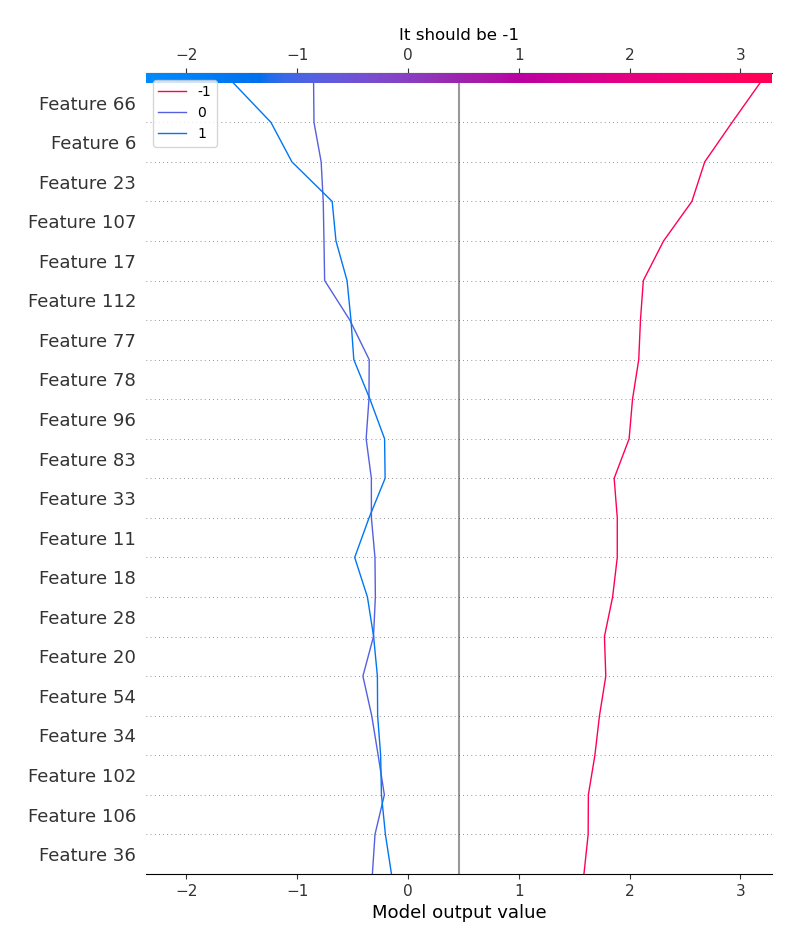 It should be -1
−2 −1 0 1 2 3
-1
0
1
Feature 66
Feature 6
Feature 23
Feature 107
Feature 17
Feature 112
Feature 77
Feature 78
Feature 96
Feature 83
Feature 33
Feature 11
Feature 18
Feature 28
Feature 20
Feature 54
Feature 34
Feature 102
Feature 106
Feature 36
−2 −1 0 1 2 3
Model output value